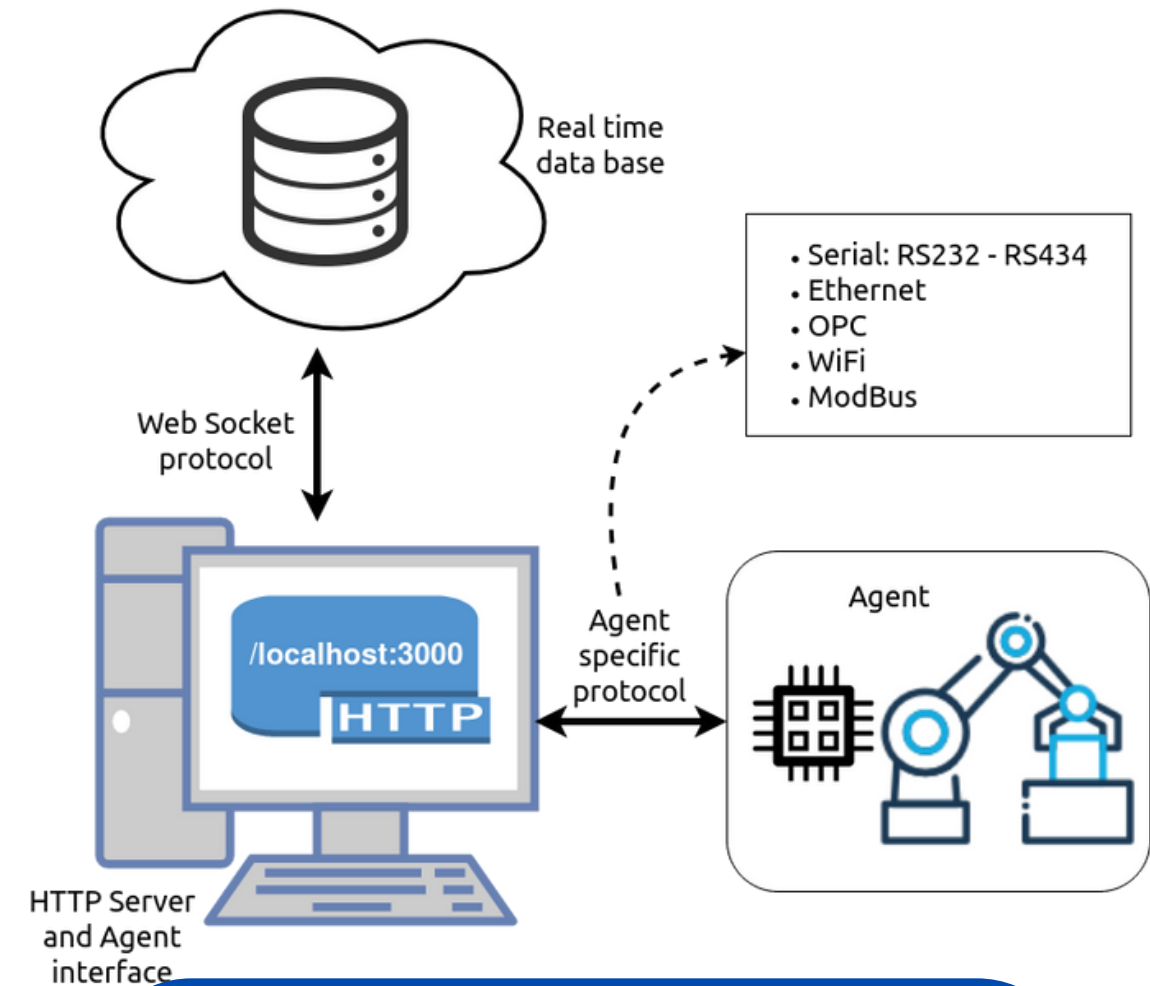 Real time
data base
• Serial: RS232 - RS434
• Ethernet
• OPC
• WiFi
• ModBus
Web Socket
protocol
Agent
specific
protocol
Agent
/localhost:3000
HTTP
HTTP Server
and Agent
interface